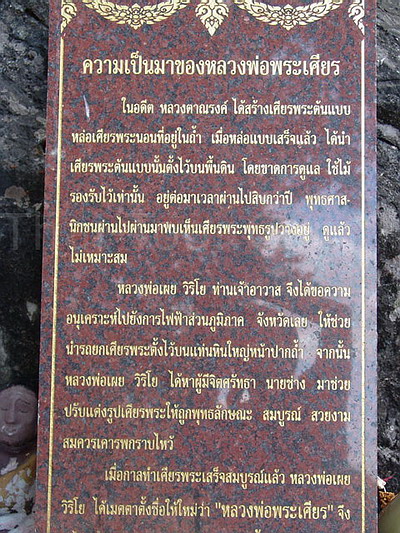 ความเป็นมาของหลวงพ่อพระเศียร
ในอดีต หลวงตาณรงค์ ได้สร้างเศียรพระต้นแบบ
หล่อเศียรพระนอนที่อยู่ในถ้ำ เมื่อหล่อแบบเสร็จแล้ว ได้นำ
เศียรพระต้นแบบนั้นตั้งไว้บนพื้นดิน โดยขาดการดูแล ใช้ไม้
รองรับไว้เท่านั้น อยู่ต่อมาเวลาผ่านไปสิบกว่าปี พุทธศาส-
นิกชนผ่านไปผ่านมาพบเห็นเศียรพระพุทธรูปวางอยู่ ดูแล้ว
ไม่เหมาะสม
หลวงพ่อเผย วิริโย ท่านเจ้าอาวาส จึงได้ขอความ
อนุเคราะห์ไปยังการไฟฟ้าส่วนภูมิภาค จังหวัดเลย ให้ช่วย
นำรถยกเศียรพระตั้งไว้บนแท่นหินใหญ่หน้าปากถ้ำ จากนั้น
หลวงพ่อเผย วิริโย ได้หาผู้มีจิตศรัทธา นายช่าง มาช่วย
ปรับแต่งรูปเศียรพระให้ถูกพุทธลักษณะ สมบูรณ์ สวยงาม
สมควรเคารพกราบไหว้
เมื่อกาลทำเศียรพระเสร็จสมบูรณ์แล้ว หลวงพ่อเผย
วิริโย ได้เมตตาตั้งชื่อให้ใหม่ว่า "หลวงพ่อพระเศียร" จึง